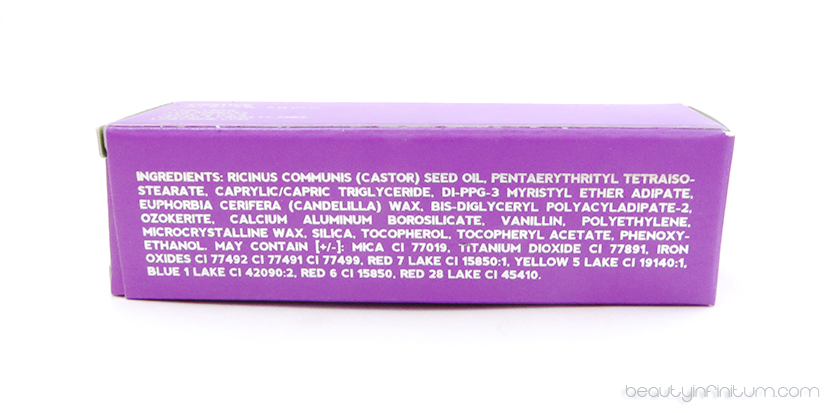 INGREDIENTS: RICINUS COMMUNIS (CASTOR) SEED OIL, PENTAERYTHRITYL TETRAISO-
STEARATE, CAPRYLIC/CAPRIC TRIGLYCERIDE, DI-PPG-3 MYRISTYL ETHER ADIPATE,
EUPHORBIA CERIFERA (CANDELILLA) WAX, BIS-DIGLYCERYL POLYACYLADIPATE-2,
OZOKERITE, CALCIUM ALUMINUM BOROSILICATE, VANILLIN, POLYETHYLENE,
MICROCRYSTALLINE WAX, SILICA, TOCOPHEROL, TOCOPHERYL ACETATE, PHENOXY-
ETHANOL. MAY CONTAIN [+/-]: MICA CI 77019, TITANIUM DIOXIDE CI 77891, IRON
OXIDES CI 77492 CI 77491 CI 77499, RED 7 LAKE CI 15850:1, YELLOW 5 LAKE CI 19140:1,
BLUE 1 LAKE CI 42090:2, RED 6 CI 15850, RED 28 LAKE CI 45410.
beautyinfinitum.com